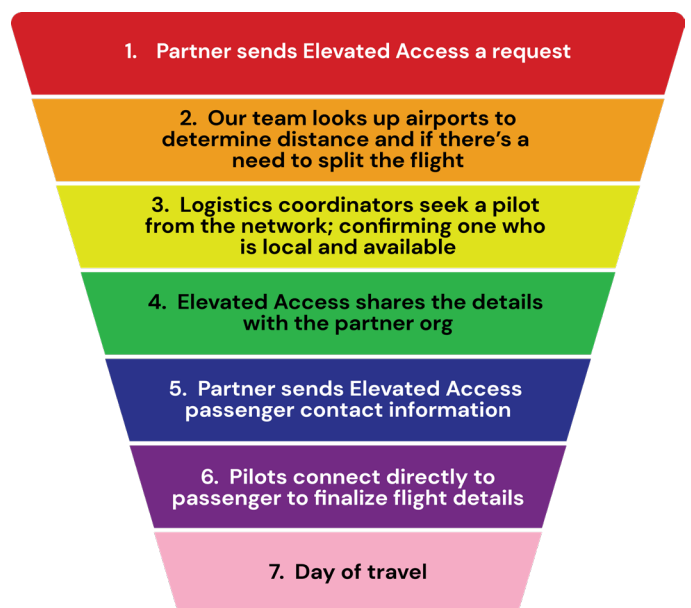 1. Partner sends Elevated Access a request
2. Our team looks up airports to
determine distance and if there's a
need to split the flight
3. Logistics coordinators seek a pilot
from the network; confirming one who
is local and available
4. Elevated Access shares the details
with the partner org
5. Partner sends Elevated Access
passenger contact information
6. Pilots connect directly to
passenger to finalize flight details
7. Day of travel